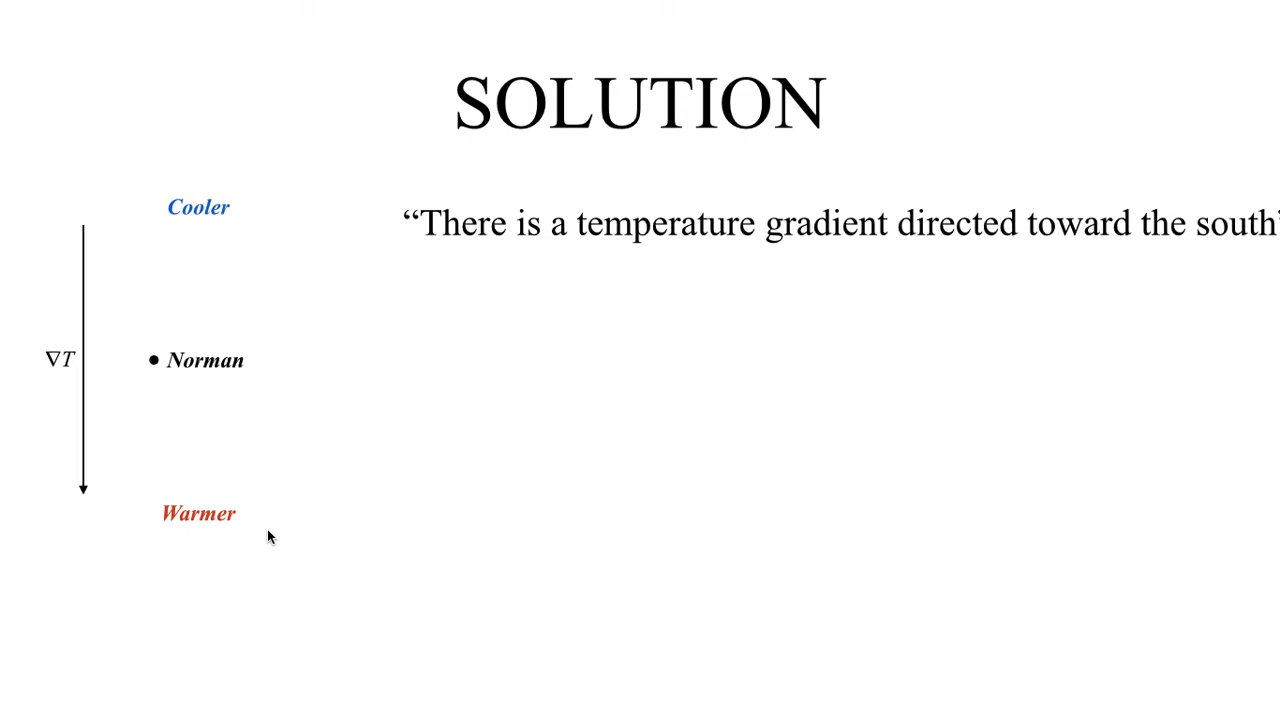 SOLUTION
Cooler
“There is a temperature gradient directed toward the south”
∇T
• Norman
Warmer